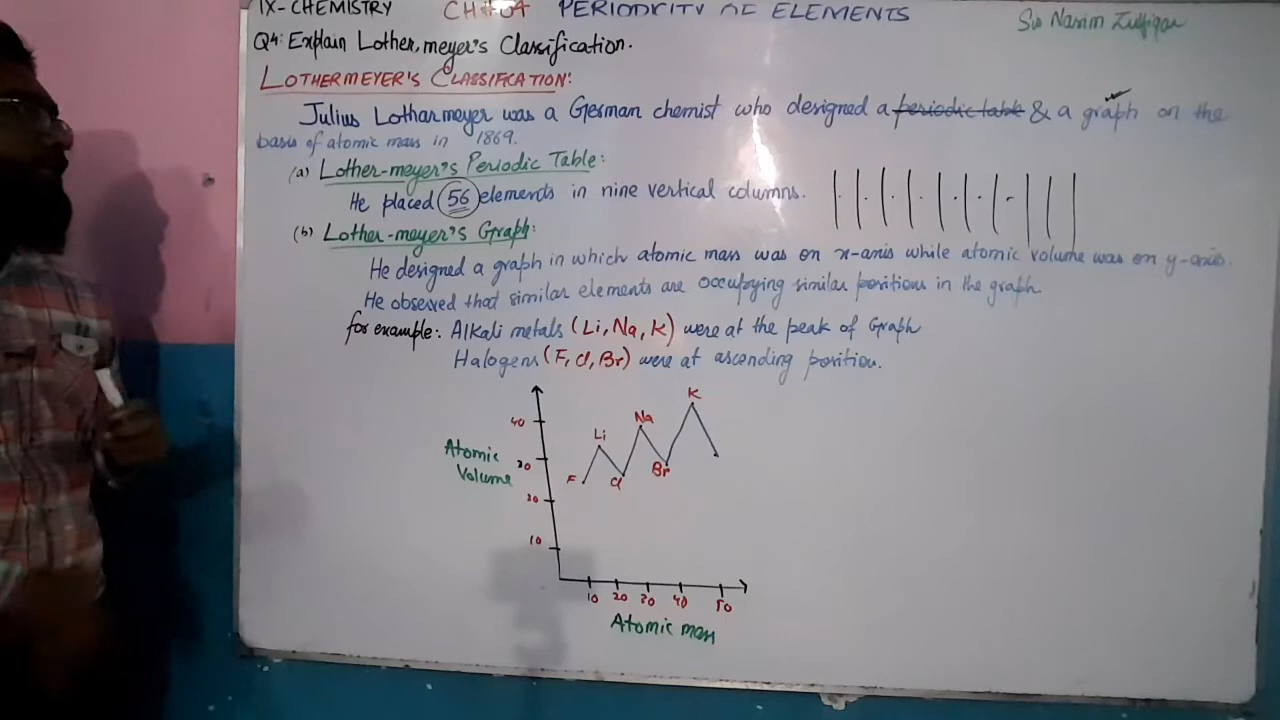 IX- CHEMISTRY CH#04 PERIODICITY OF ELEMENTS Sir Nasim Zulfiqar
Q4: Explain Lother, meyer's Classification.
LOTHERMEYER'S CLASSIFICATION:
Julius Lotharmeyer was a German chemist who designed a periodic table & a graph on the
basis of atomic mass in 1869.
(a) Lother-meyer's Periodic Table:
He placed 56 elements in nine vertical columns.
(b) Lother-meyer's Graph:
He designed a graph in which atomic mass was on x-axis while atomic volume was on y-axis.
He observed that similar elements are occupying similar positions in the graph
for example: Alkali metals (Li, Na, K) were at the peak of Graph
Halogens (F, Cl, Br) were at ascending position.
K
40 Na
Li
Atomic
Volume 30 Br
F Cl
20
10
10 20 30 40 50
Atomic mass